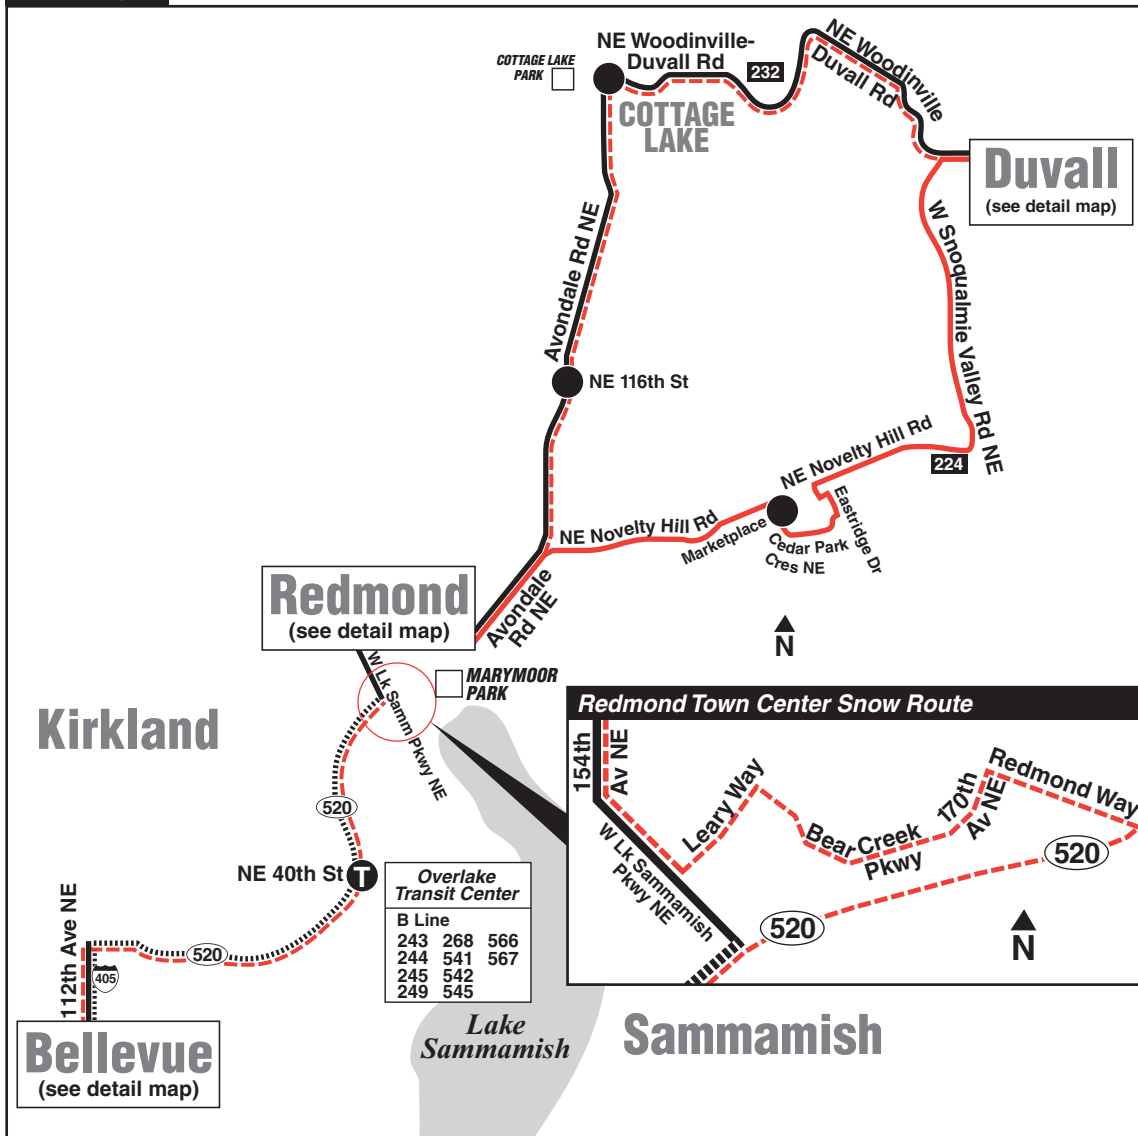 COTTAGE LAKE
PARK
NE Woodinville-
Duvall Rd
232
NE Woodinville
Duvall Rd
COTTAGE
LAKE
Duvall
(see detail map)
Avondale Rd NE
W Snoqualmie Valley Rd NE
NE 116th St
NE Novelty Hill Rd
224
NE Novelty Hill Rd
Marketplace
Cedar Park
Cres NE
Eastridge Dr
Redmond
(see detail map)
Avondale
Rd NE
N
W Lk Samm Pkwy NE
MARYMOOR
PARK
Kirkland
Redmond Town Center Snow Route
154th
Av NE
Leary Way
Bear Creek
Pkwy
170th
Av NE
Redmond Way
W Lk Sammamish
Pkwy NE
520
520
N
520
NE 40th St
T
Overlake
Transit Center
B Line
243 268 566
244 541 567
245 542
249 545
520
112th Ave NE
405
Bellevue
(see detail map)
Lake
Sammamish
Sammamish